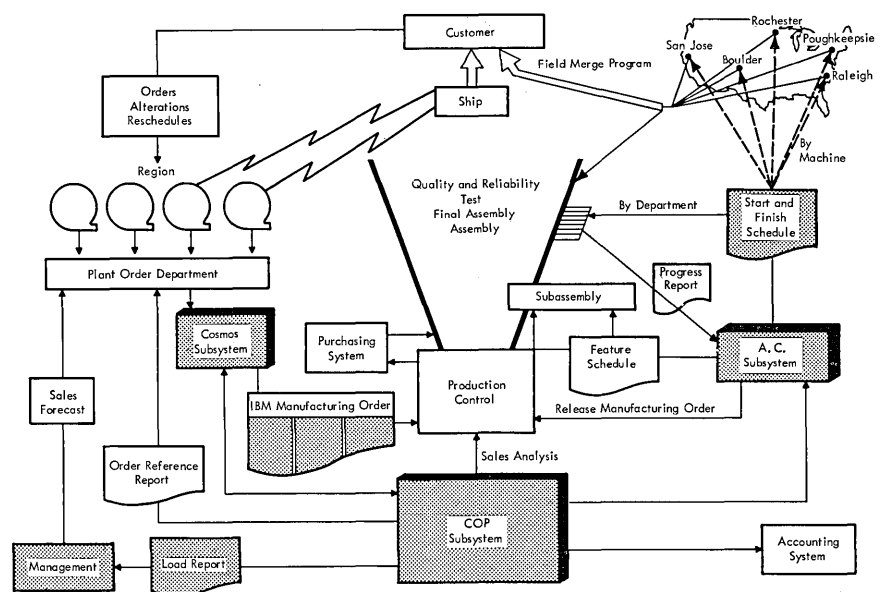 Customer
Field Merge Program
San Jose
Rochester
Boulder
Poughkeepsie
Raleigh
By
Machine
Orders
Alterations
Reschedules
Ship
Region
Quality and Reliability
Test
Final Assembly
Assembly
By Department
Start and
Finish
Schedule
Plant Order Department
Progress
Report
Subassembly
Cosmos
Subsystem
Purchasing
System
Feature
Schedule
A.C.
Subsystem
Production
Control
Sales
Forecast
IBM Manufacturing Order
Release Manufacturing Order
Order Reference
Report
Sales Analysis
COP
Subsystem
Management
Load Report
Accounting
System